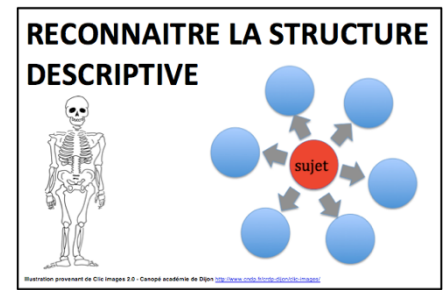 RECONNAITRE LA STRUCTURE
DESCRIPTIVE
sujet
Illustration provenant de Clic images 2.0 - Canopé académie de Dijon http://www.cndp.fr/crdp-dijon/clic-images/